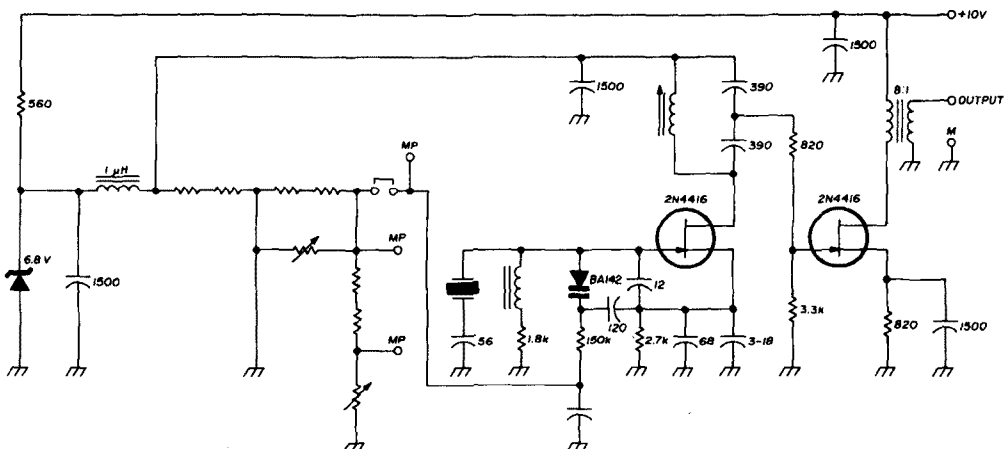 +10V
1500
560
8:1
1500
390
OUTPUT
MP
390
820
M
1 μH
2N4416
2N4416
MP
6.8 V
1500
BA142
12
3.3k
120
56
1.8k
150k
2.7k
68
3-18
820
1500
MP